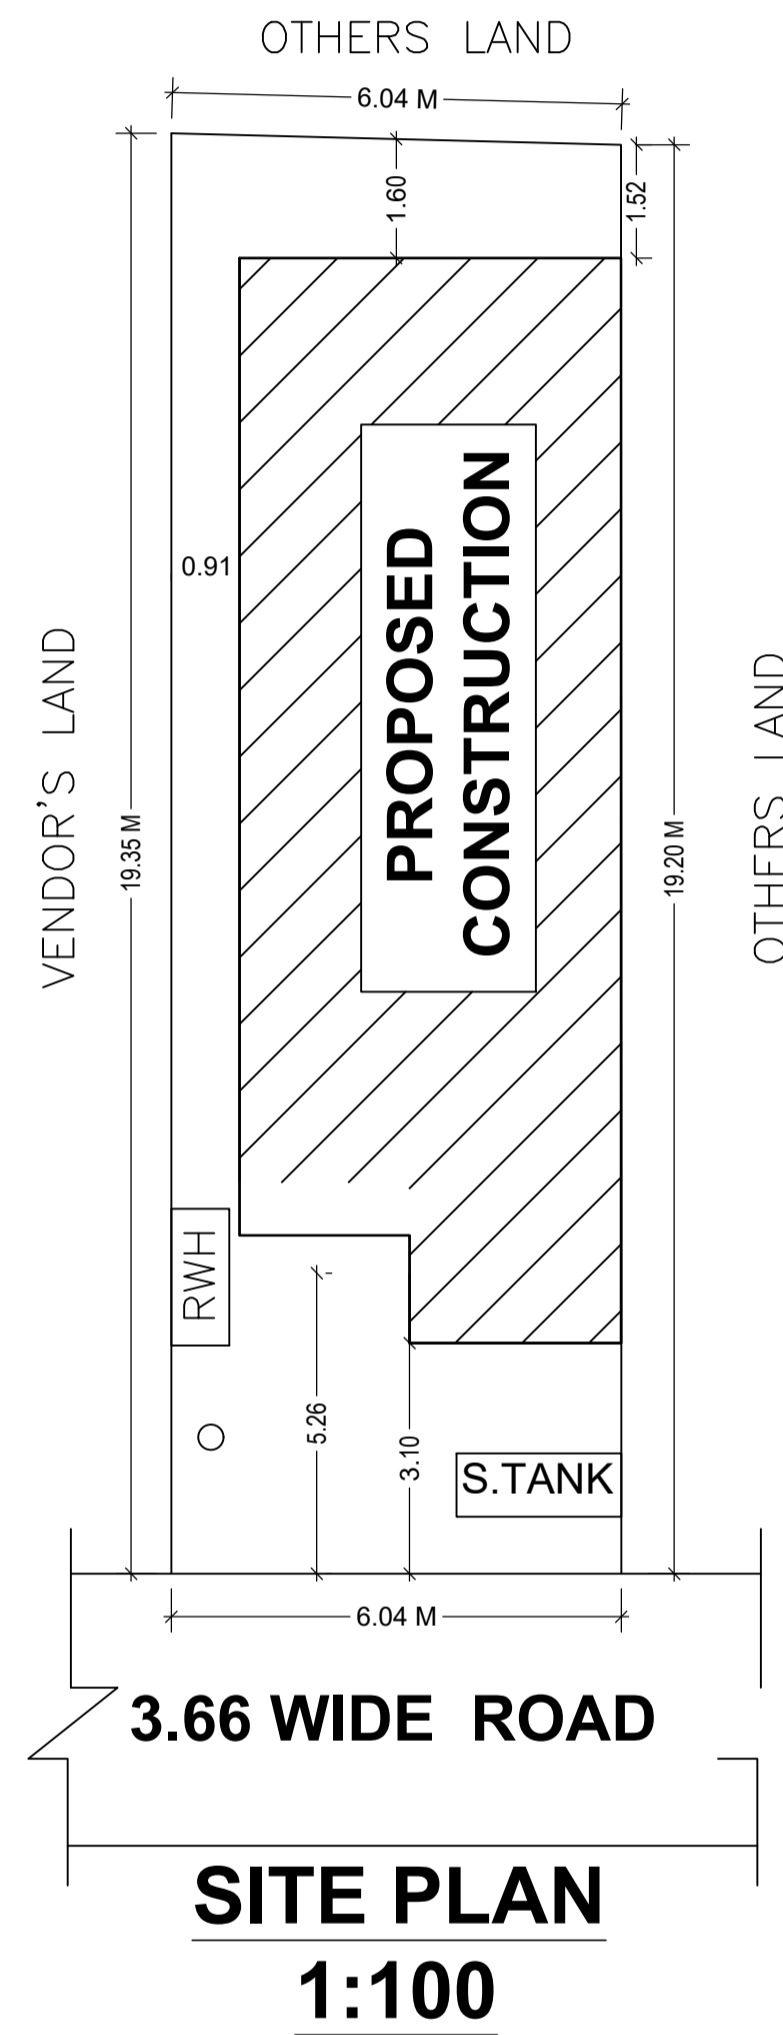 OTHERS LAND
6.04 M
1.60
1.52
0.91
PROPOSED
CONSTRUCTION
VENDOR'S LAND
19.35 M
19.20 M
OTHERS LAND
RWH
5.26
3.10
S.TANK
6.04 M
3.66 WIDE ROAD
SITE PLAN
1:100